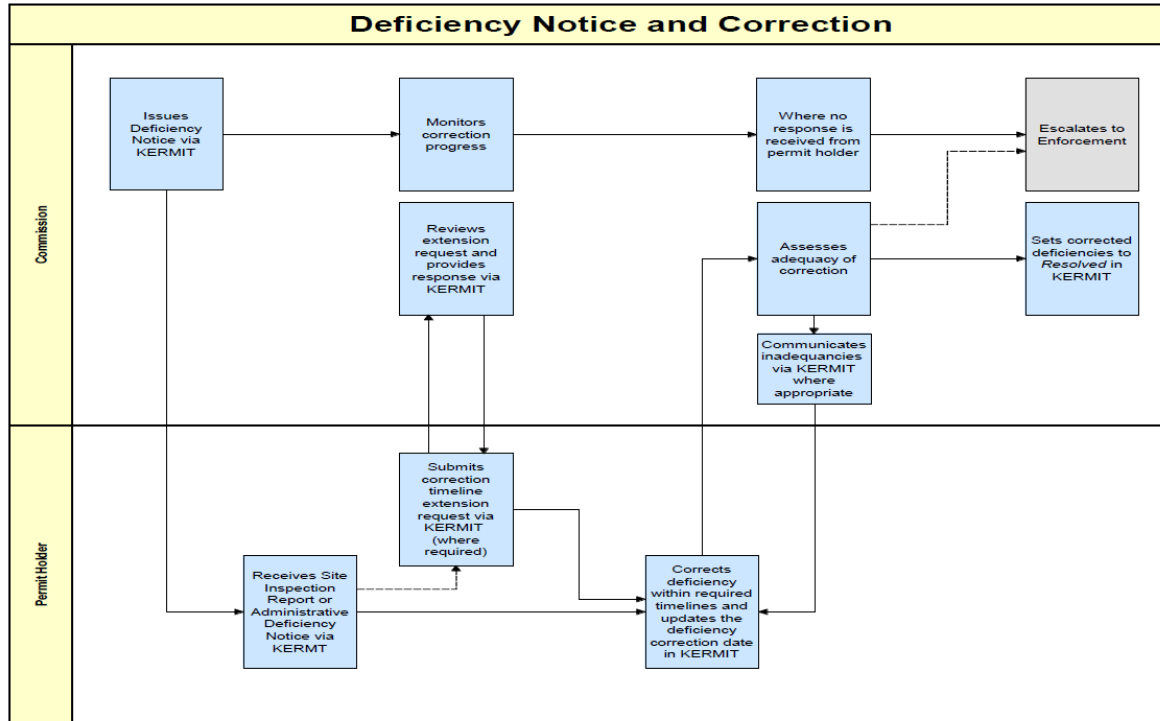 Deficiency Notice and Correction
Commission
Issues
Deficiency
Notice via
KERMIT
Monitors
correction
progress
Where no
response is
received from
permit holder
Escalates to
Enforcement
Reviews
extension
request and
provides
response via
KERMIT
Assesses
adequacy of
correction
Sets corrected
deficiencies to
Resolved in
KERMIT
Communicates
inadequancies
via KERMIT
where
appropriate
Permit Holder
Submits
correction
timeline
extension
request via
KERMIT
(where
required)
Receives Site
Inspection
Report or
Administrative
Deficiency
Notice via
KERMT
Corrects
deficiency
within required
timelines and
updates the
deficiency
correction date
in KERMIT